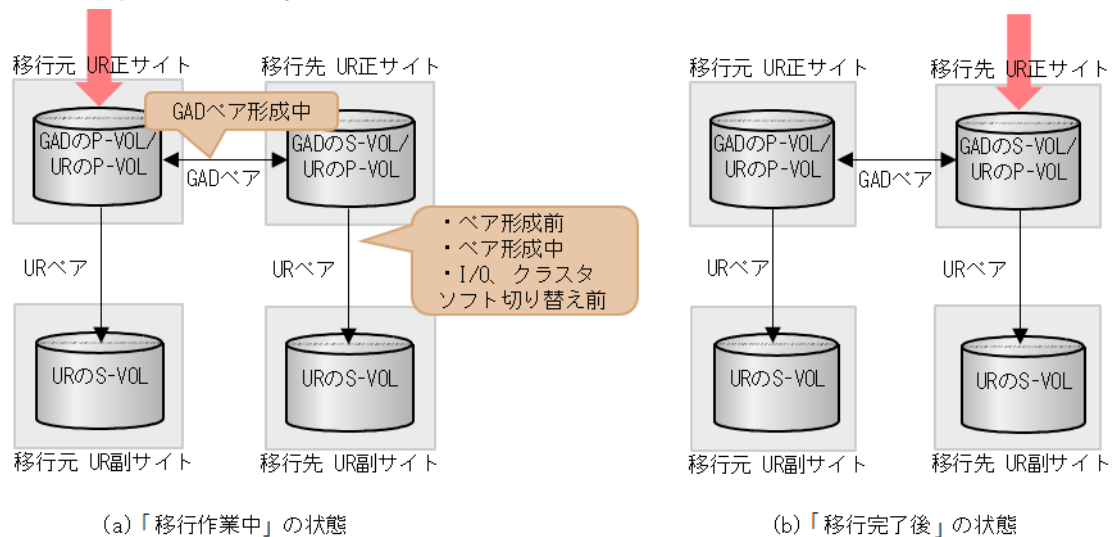 移行元 UR正サイト
移行先 UR正サイト
GADペア形成中
GADのP-VOL/
URのP-VOL
GADペア
GADのS-VOL/
URのP-VOL
URペア
URペア
・ペア形成前
・ペア形成中
・I/O、クラスタ
ソフト切り替え前
URのS-VOL
URのS-VOL
移行元 UR副サイト
移行先 UR副サイト
(a)「移行作業中」の状態
移行元 UR正サイト
移行先 UR正サイト
GADのP-VOL/
URのP-VOL
GADペア
GADのS-VOL/
URのP-VOL
URペア
URペア
URのS-VOL
URのS-VOL
移行元 UR副サイト
移行先 UR副サイト
(b)「移行完了後」の状態